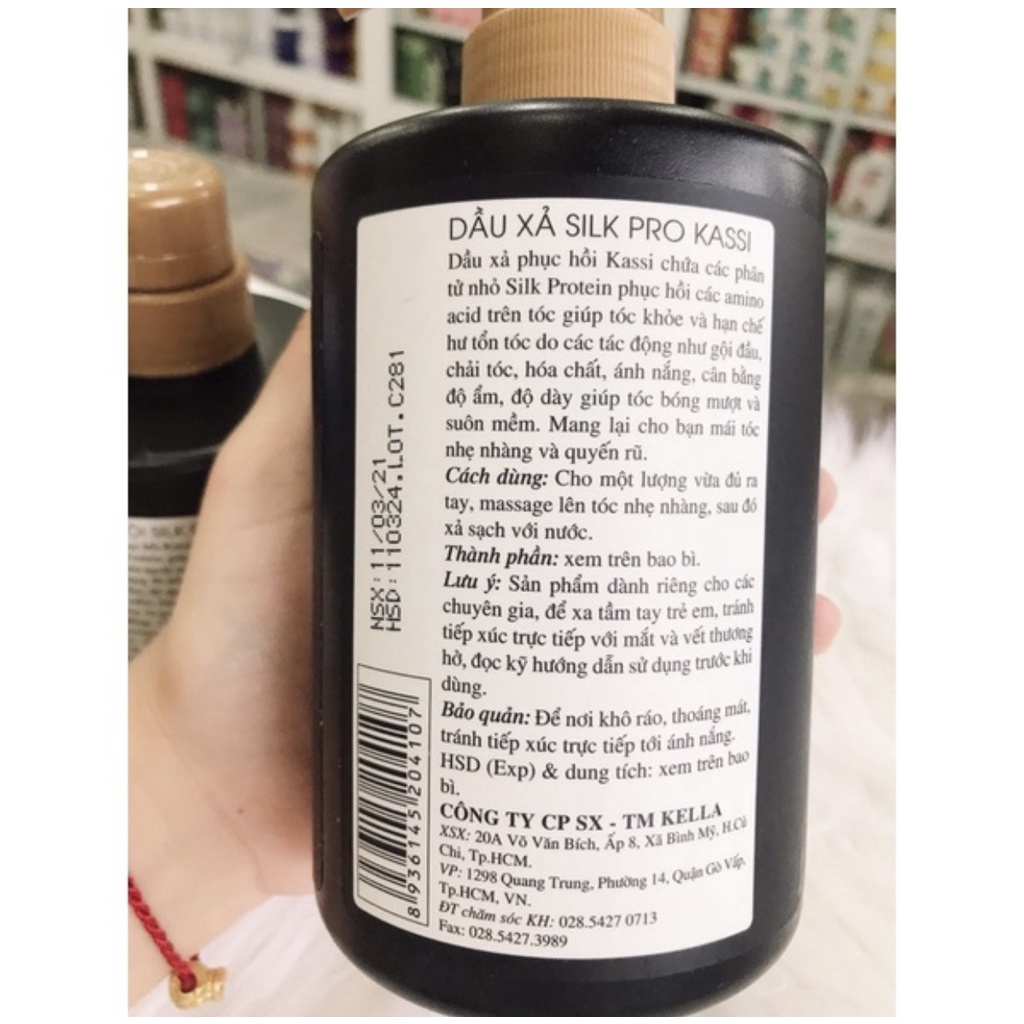 DẦU XẢ SILK PRO KASSI
Dầu xả phục hồi Kassi chứa các phân
tử nhỏ Silk Protein phục hồi các amino
acid trên tóc giúp tóc khỏe và hạn chế
hư tổn tóc do các tác động như gội đầu,
chải tóc, hóa chất, ánh nắng, cân bằng
độ ẩm, độ dày giúp tóc bóng mượt và
suôn mềm. Mang lại cho bạn mái tóc
nhẹ nhàng và quyến rũ.
Cách dùng: Cho một lượng vừa đủ ra
tay, massage lên tóc nhẹ nhàng, sau đó
xả sạch với nước.
Thành phần: xem trên bao bì.
Lưu ý: Sản phẩm dành riêng cho các
chuyên gia, để xa tầm tay trẻ em, tránh
tiếp xúc trực tiếp với mắt và vết thương
hở, đọc kỹ hướng dẫn sử dụng trước khi
dùng.
Bảo quản: Để nơi khô ráo, thoáng mát,
tránh tiếp xúc trực tiếp tới ánh nắng.
HSD (Exp) & dung tích: xem trên bao
bì.
CÔNG TY CP SX - TM KELLA
XSX: 20A Võ Văn Bích, Ấp 8, Xã Bình Mỹ, H.Củ
Chi, Tp.HCM.
VP: 1298 Quang Trung, Phường 14, Quận Gò Vấp,
Tp.HCM, VN.
ĐT chăm sóc KH: 028.5427 0713
Fax: 028.5427.3989
NSX: 11/03/21
HSD: 110324.LOT.C281
8 936145 204107